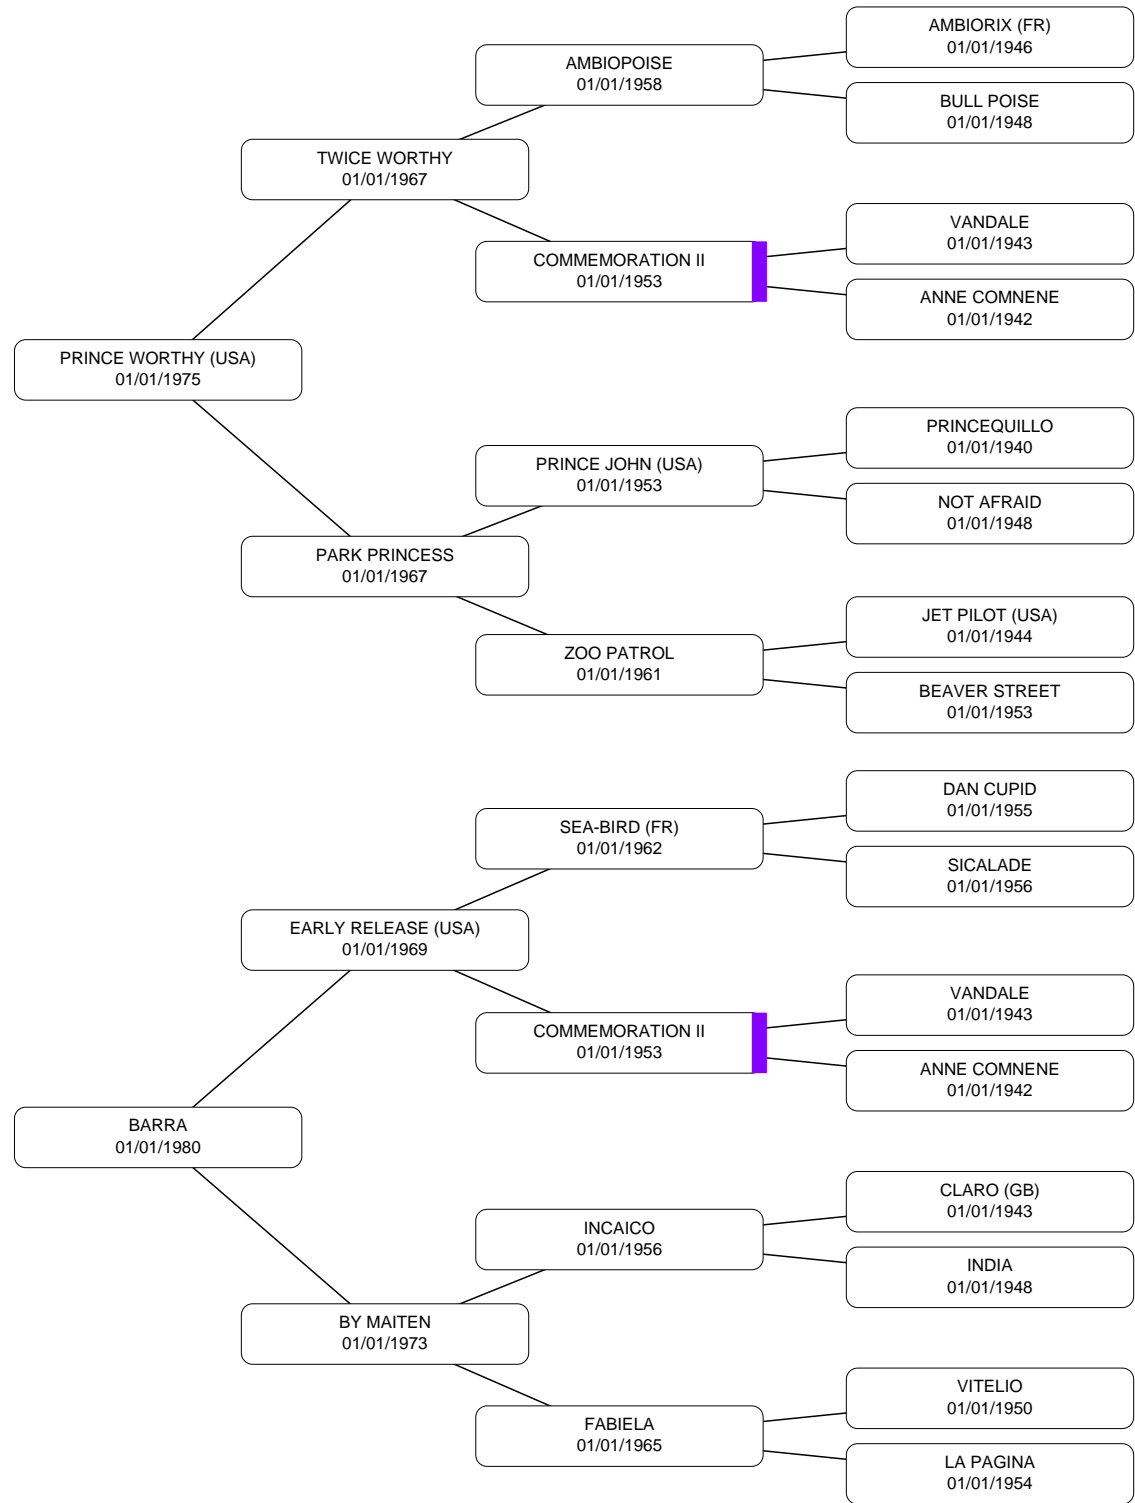 AMBIORIX (FR)
01/01/1946
AMBIOPOISE
01/01/1958
BULL POISE
01/01/1948
TWICE WORTHY
01/01/1967
VANDALE
01/01/1943
COMMEMORATION II
01/01/1953
ANNE COMNENE
01/01/1942
PRINCE WORTHY (USA)
01/01/1975
PRINCEQUILLO
01/01/1940
PRINCE JOHN (USA)
01/01/1953
NOT AFRAID
01/01/1948
PARK PRINCESS
01/01/1967
JET PILOT (USA)
01/01/1944
ZOO PATROL
01/01/1961
BEAVER STREET
01/01/1953
DAN CUPID
01/01/1955
SEA-BIRD (FR)
01/01/1962
SICALADE
01/01/1956
EARLY RELEASE (USA)
01/01/1969
VANDALE
01/01/1943
COMMEMORATION II
01/01/1953
ANNE COMNENE
01/01/1942
BARRA
01/01/1980
CLARO (GB)
01/01/1943
INCAICO
01/01/1956
INDIA
01/01/1948
BY MAITEN
01/01/1973
VITELIO
01/01/1950
FABIELA
01/01/1965
LA PAGINA
01/01/1954